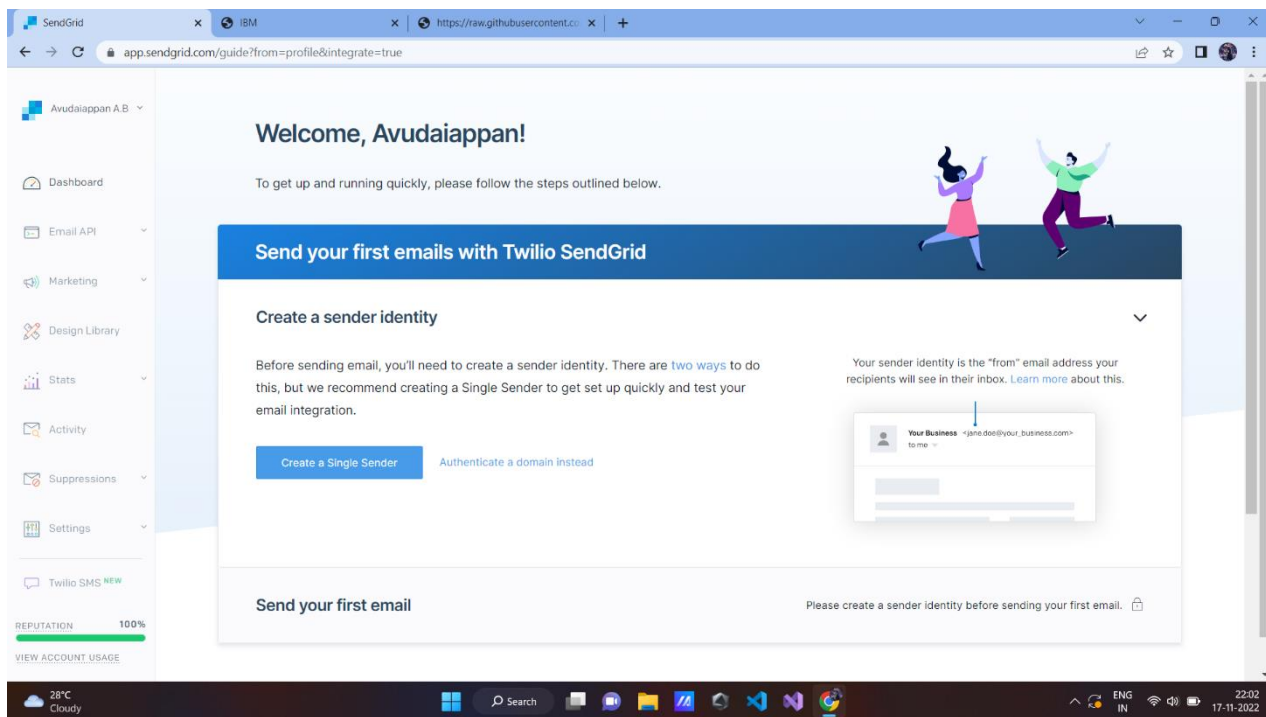 SendGrid
IBM
https://raw.githubusercontent.co
app.sendgrid.com/guide?from=profile&integrate=true
Avudaiappan A.B
Dashboard
Email API
Marketing
Design Library
Stats
Activity
Suppressions
Settings
Twilio SMS NEW
REPUTATION 100%
VIEW ACCOUNT USAGE
Welcome, Avudaiappan!
To get up and running quickly, please follow the steps outlined below.
Send your first emails with Twilio SendGrid
Create a sender identity
Before sending email, you'll need to create a sender identity. There are two ways to do
this, but we recommend creating a Single Sender to get set up quickly and test your
email integration.
Create a Single Sender
Authenticate a domain instead
Your sender identity is the "from" email address your
recipients will see in their inbox. Learn more about this.
Your Business <jane.doe@your_business.com>
to me
Send your first email
Please create a sender identity before sending your first email.
28°C
Cloudy
Search
ENG
IN
22:02
17-11-2022